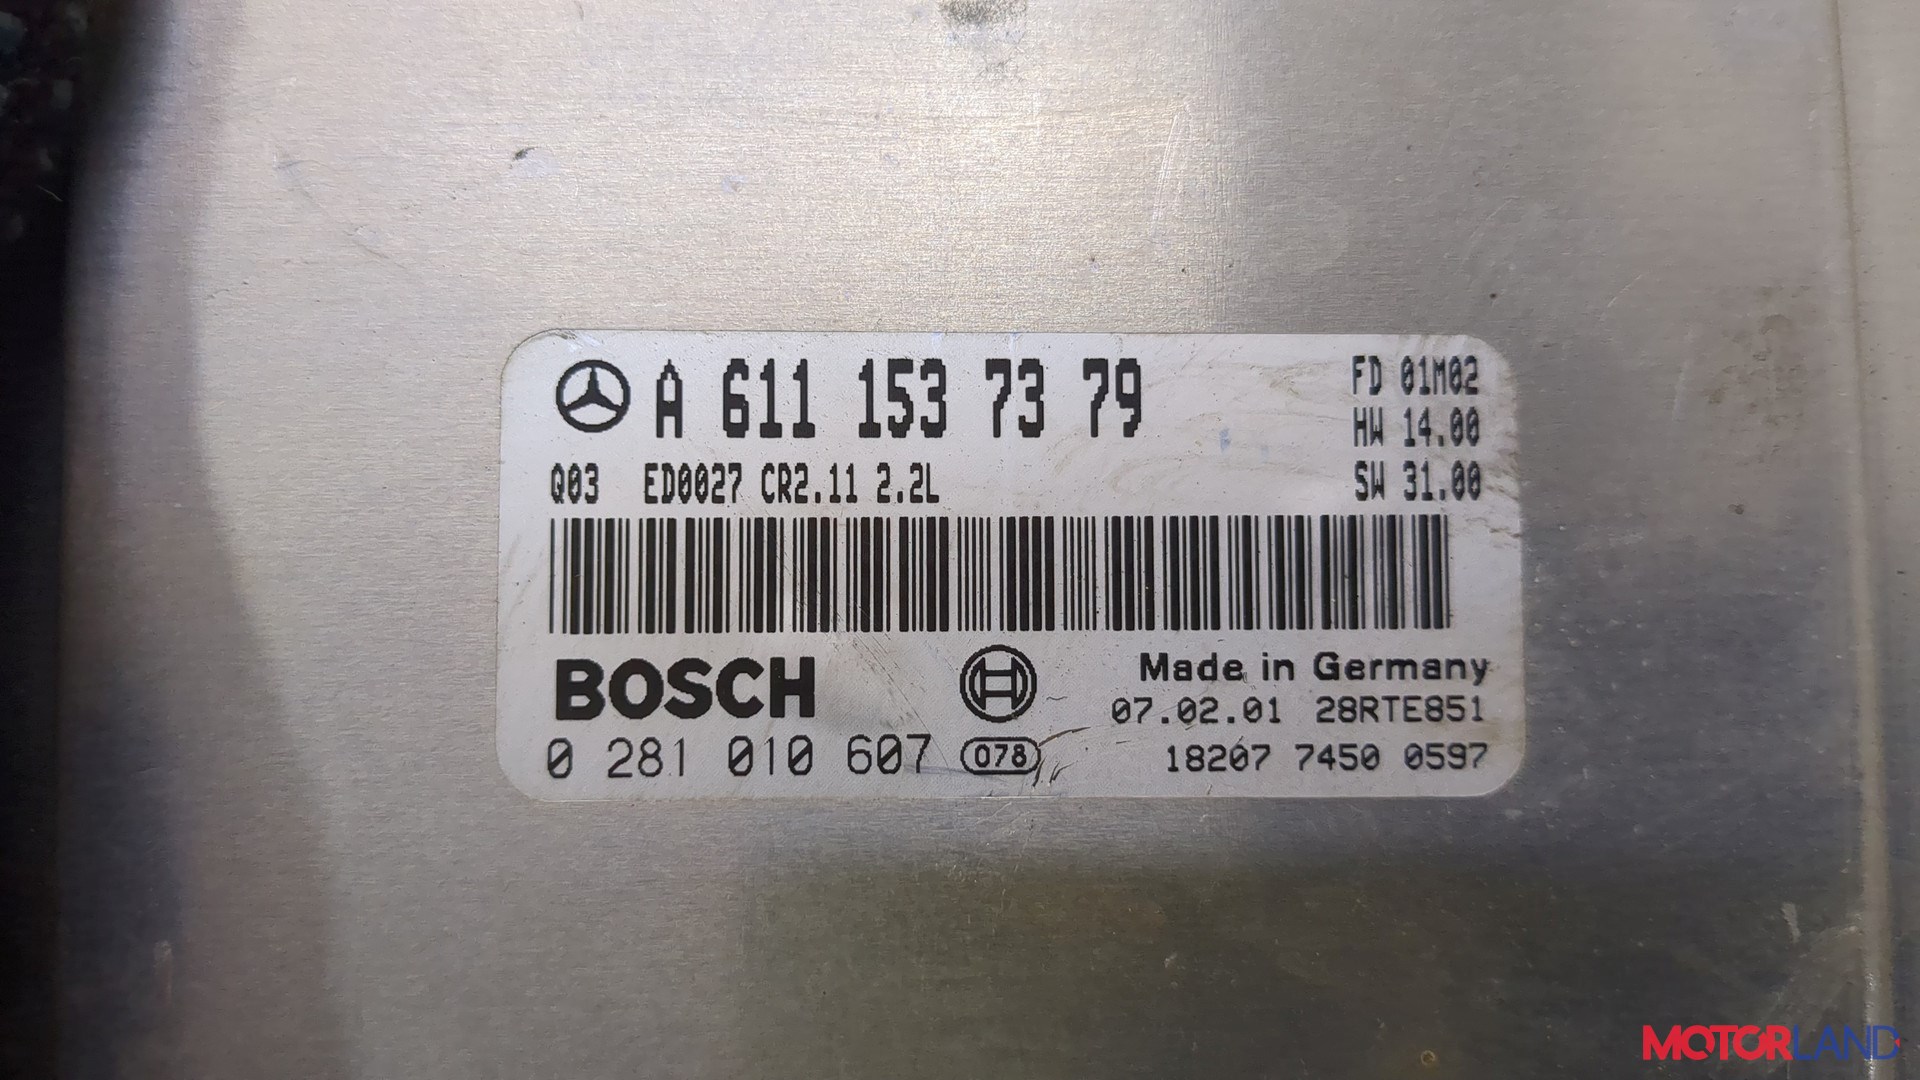 A 611 153 73 79
FD 01M02
HW 14.00
Q03 ED0027 CR2.11 2.2L
SW 31.00
BOSCH
Made in Germany
07.02.01 28RTE851
0 281 010 607 078
18207 7450 0597
MOTORLAND